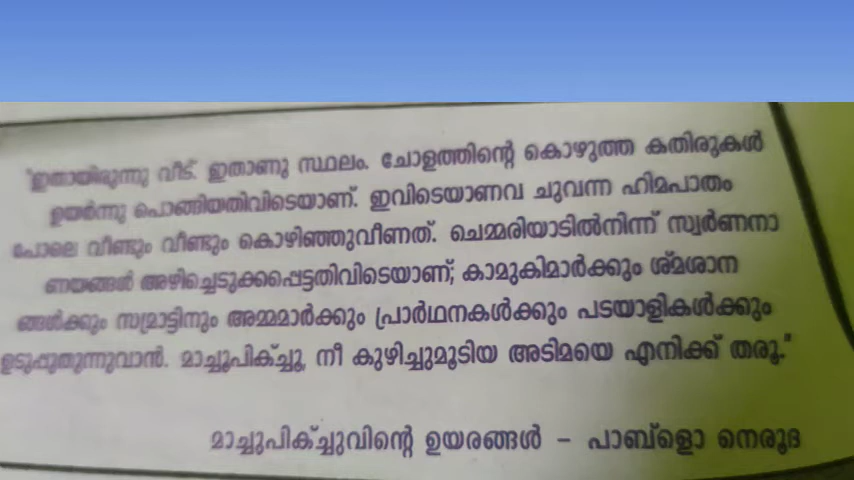 "ഇതായിരുന്നു വീട്. ഇതാണു സ്ഥലം. ചോളത്തിന്റെ കൊഴുത്ത കതിരുകൾ
ഉയർന്നു പൊങ്ങിയതിവിടെയാണ്. ഇവിടെയാണവ ചുവന്ന ഹിമപാതം
പോലെ വീണ്ടും വീണ്ടും കൊഴിഞ്ഞുവീണത്. ചെമ്മരിയാടിൽനിന്ന് സ്വർണനാ
ണയങ്ങൾ അഴിച്ചെടുക്കപ്പെട്ടതിവിടെയാണ്; കാമുകിമാർക്കും ശ്മശാന
ങ്ങൾക്കും സമ്രാട്ടിനും അമ്മമാർക്കും പ്രാർഥനകൾക്കും പടയാളികൾക്കും
ഉടുപ്പുതുന്നുവാൻ. മാച്ചൂപിക്ച്ചൂ, നീ കുഴിച്ചുമൂടിയ അടിമയെ എനിക്ക് തരൂ."
മാച്ചുപിക്ച്ചുവിന്റെ ഉയരങ്ങൾ – പാബ്ളൊ നെരൂദ